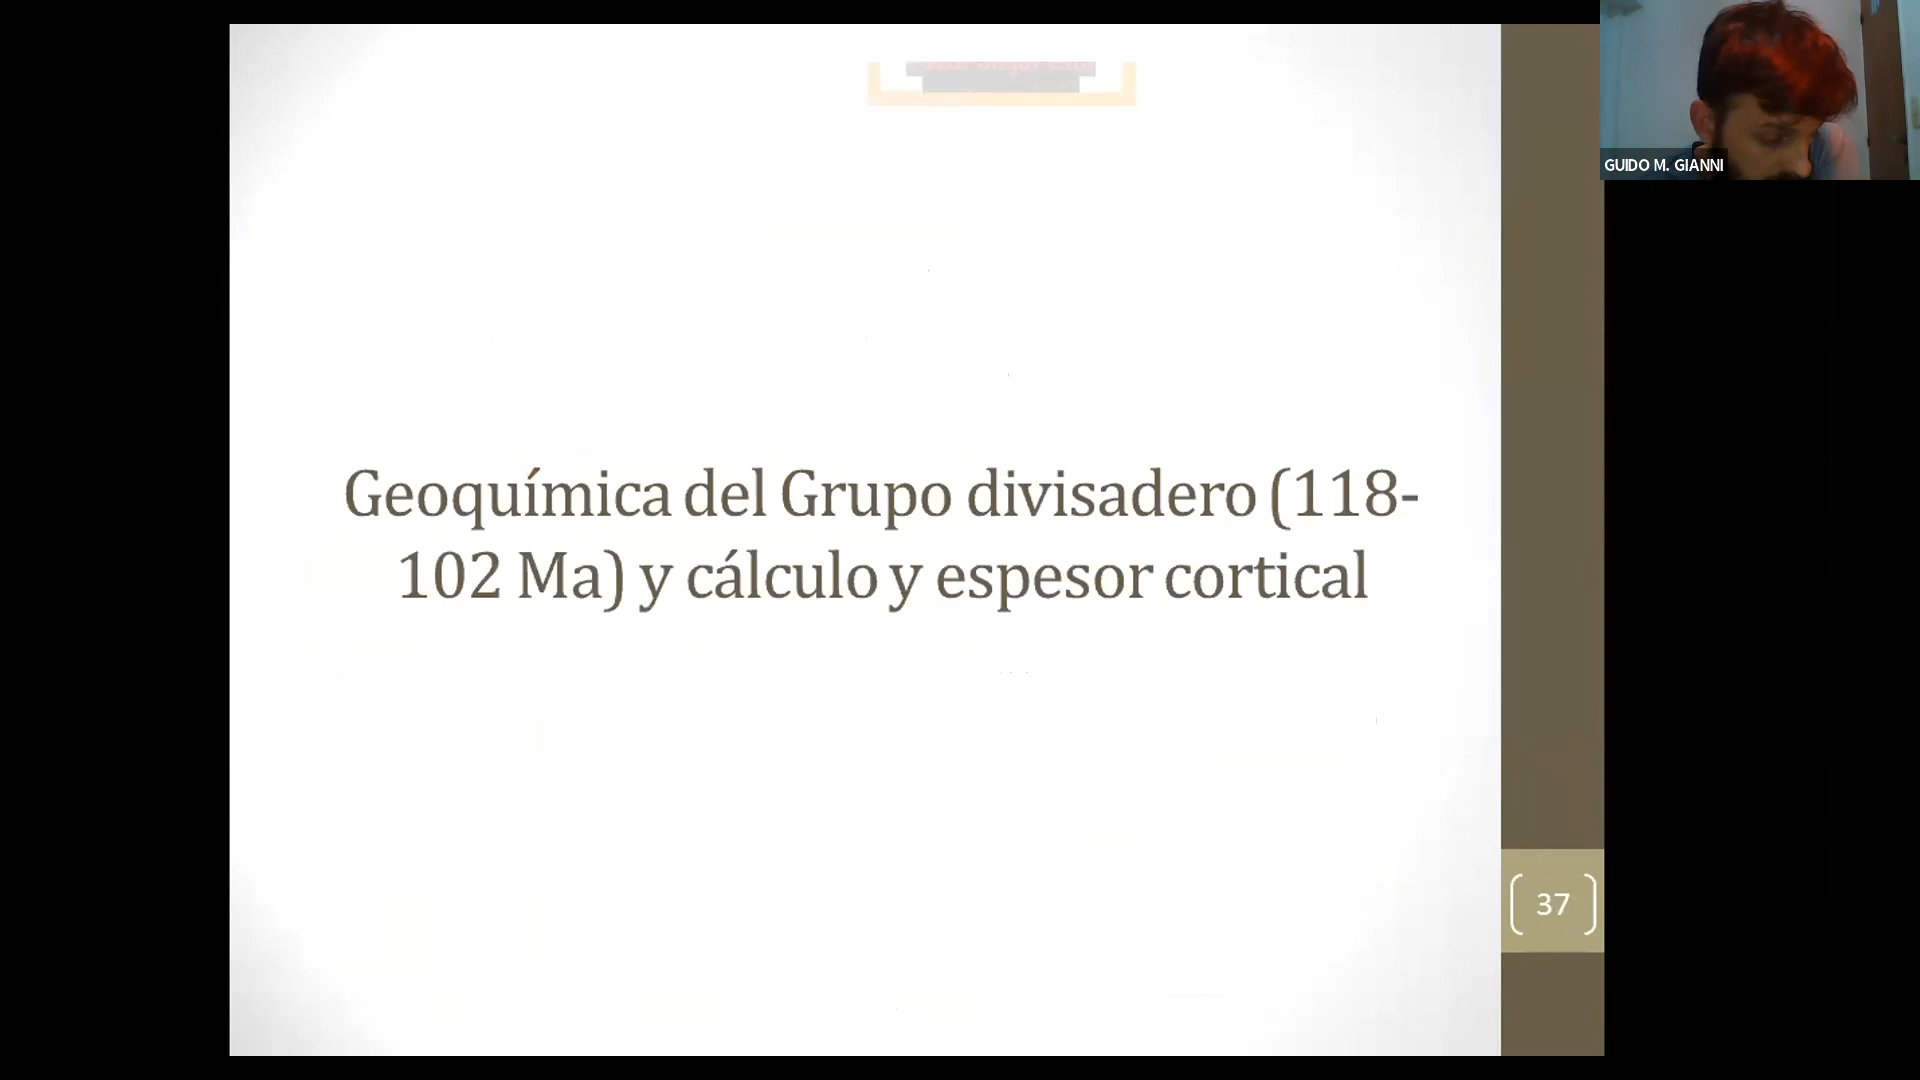 GUIDO M. GIANNI
Geoquímica del Grupo divisadero (118-
102 Ma) y cálculo y espesor cortical
37